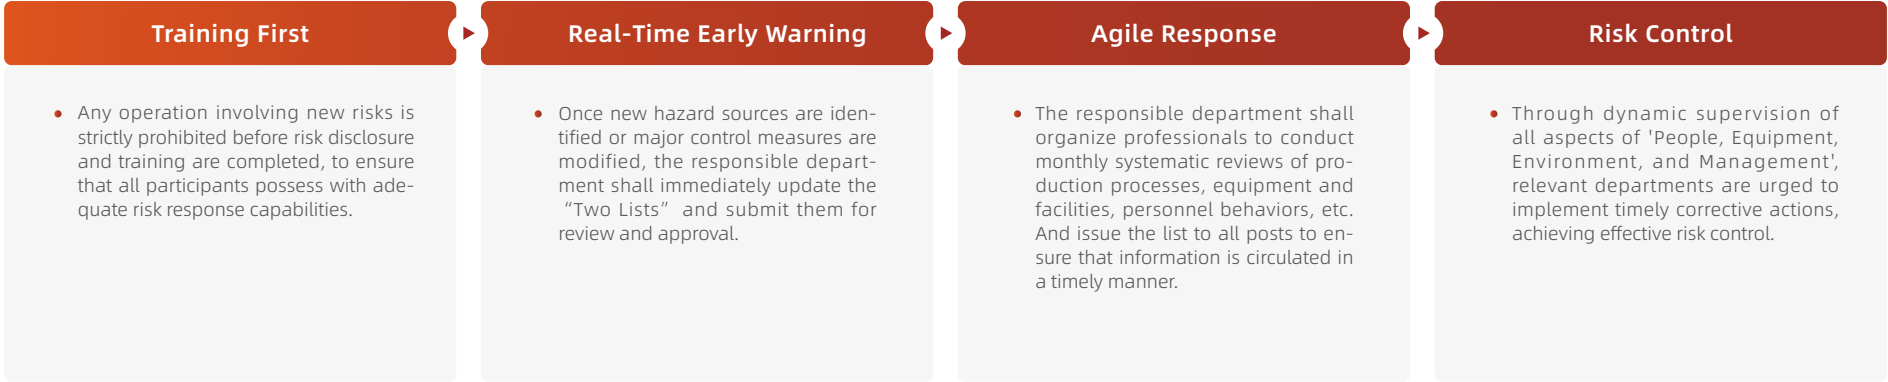 Training First
Any operation involving new risks is
strictly prohibited before risk disclosure
and training are completed, to ensure
that all participants possess with ade-
quate risk response capabilities.
Real-Time Early Warning
Once new hazard sources are iden-
tified or major control measures are
modified, the responsible depart-
ment shall immediately update the
“Two Lists” and submit them for
review and approval.
Agile Response
The responsible department shall
organize professionals to conduct
monthly systematic reviews of pro-
duction processes, equipment and
facilities, personnel behaviors, etc.
And issue the list to all posts to en-
sure that information is circulated in
a timely manner.
Risk Control
Through dynamic supervision of
all aspects of 'People, Equipment,
Environment, and Management',
relevant departments are urged to
implement timely corrective actions,
achieving effective risk control.